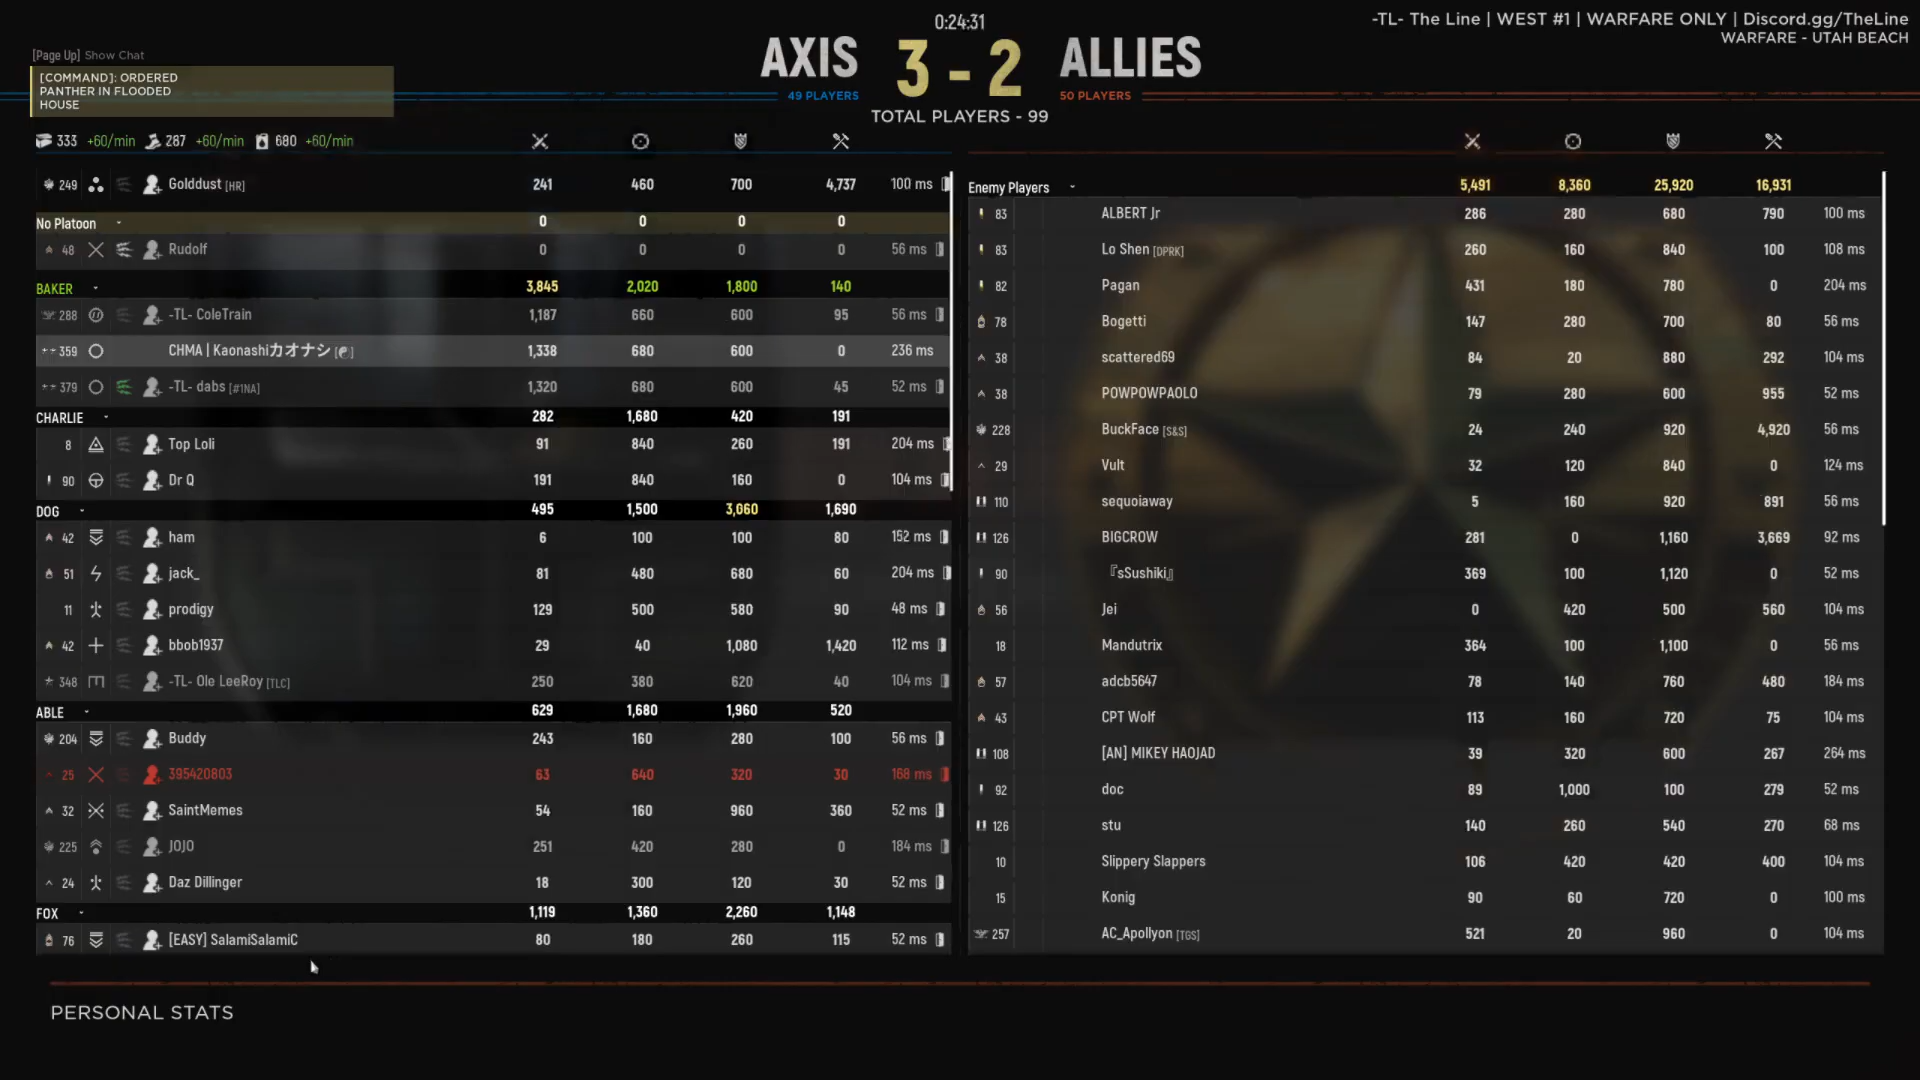 0:24:31
AXIS 3 - 2 ALLIES
49 PLAYERS 50 PLAYERS
TOTAL PLAYERS - 99
-TL- The Line | WEST #1 | WARFARE ONLY | Discord.gg/TheLine
WARFARE - UTAH BEACH
[Page Up] Show Chat
[COMMAND]: ORDERED
PANTHER IN FLOODED
HOUSE
333 +60/min 287 +60/min 680 +60/min
249 Golddust [HR] 241 460 700 4,737 100 ms
No Platoon 0 0 0 0
48 Rudolf 0 0 0 0 56 ms
BAKER 3,845 2,020 1,800 140
288 -TL- ColeTrain 1,187 660 600 95 56 ms
359 CHMA | Kaonashiカオナシ [☯] 1,338 680 600 0 236 ms
379 -TL- dabs [#1NA] 1,320 680 600 45 52 ms
CHARLIE 282 1,680 420 191
8 Top Loli 91 840 260 191 204 ms
90 Dr Q 191 840 160 0 104 ms
DOG 495 1,500 3,060 1,690
42 ham 6 100 100 80 152 ms
51 jack_ 81 480 680 60 204 ms
11 prodigy 129 500 580 90 48 ms
42 bbob1937 29 40 1,080 1,420 112 ms
348 -TL- Ole LeeRoy [TLC] 250 380 620 40 104 ms
ABLE 629 1,680 1,960 520
204 Buddy 243 160 280 100 56 ms
25 395420803 63 640 320 30 168 ms
32 SaintMemes 54 160 960 360 52 ms
225 JOJO 251 420 280 0 184 ms
24 Daz Dillinger 18 300 120 30 52 ms
FOX 1,119 1,360 2,260 1,148
76 [EASY] SalamiSalamiC 80 180 260 115 52 ms
Enemy Players 5,491 8,360 25,920 16,931
83 ALBERT Jr 286 280 680 790 100 ms
83 Lo Shen [DPRK] 260 160 840 100 108 ms
82 Pagan 431 180 780 0 204 ms
78 Bogetti 147 280 700 80 56 ms
38 scattered69 84 20 880 292 104 ms
38 POWPOWPAOLO 79 280 600 955 52 ms
228 BuckFace [S&S] 24 240 920 4,920 56 ms
29 Vult 32 120 840 0 124 ms
110 sequoiaway 5 160 920 891 56 ms
126 BIGCROW 281 0 1,160 3,669 92 ms
90 『sSushiki』 369 100 1,120 0 52 ms
56 Jei 0 420 500 560 104 ms
18 Mandutrix 364 100 1,100 0 56 ms
57 adcb5647 78 140 760 480 184 ms
43 CPT Wolf 113 160 720 75 104 ms
108 [AN] MIKEY HAOJAD 39 320 600 267 264 ms
92 doc 89 1,000 100 279 52 ms
126 stu 140 260 540 270 68 ms
10 Slippery Slappers 106 420 420 400 104 ms
15 Konig 90 60 720 0 100 ms
257 AC_Apollyon [TGS] 521 20 960 0 104 ms
PERSONAL STATS